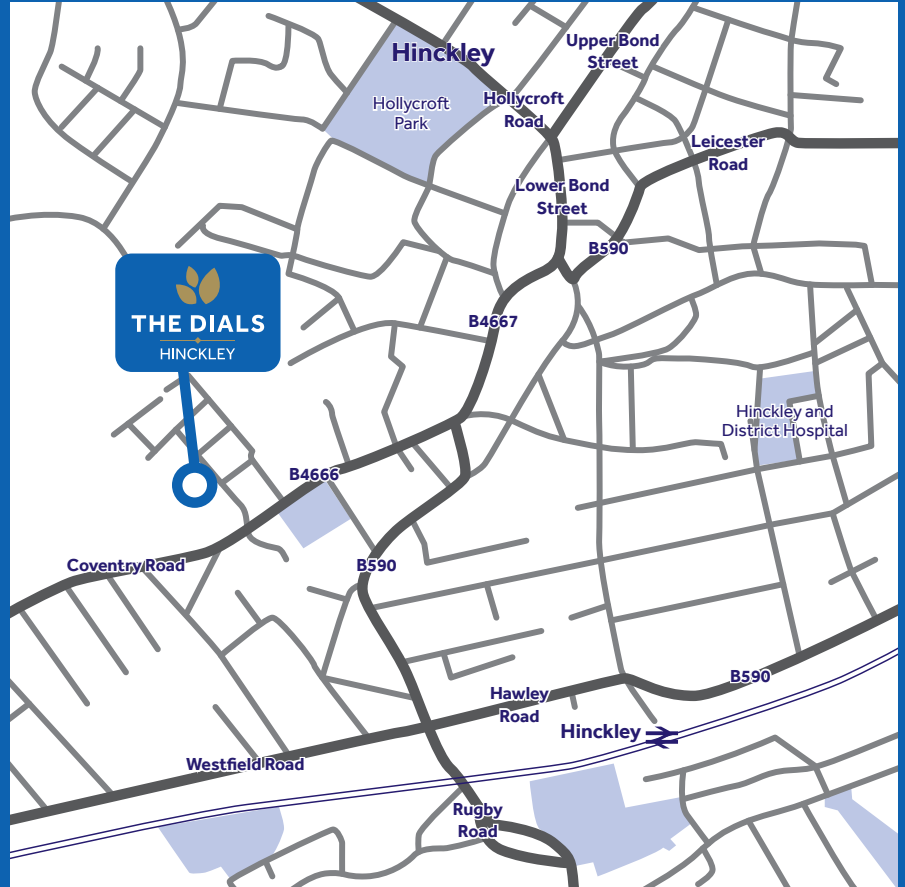 Upper Bond
Street
Hinckley
Hollycroft
Park
Hollycroft
Road
Leicester
Road
Lower Bond
Street
B590
THE DIALS
HINCKLEY
B4667
Hinckley and
District Hospital
B4666
Coventry Road
B590
B590
Hawley
Road
Hinckley
Westfield Road
Rugby
Road